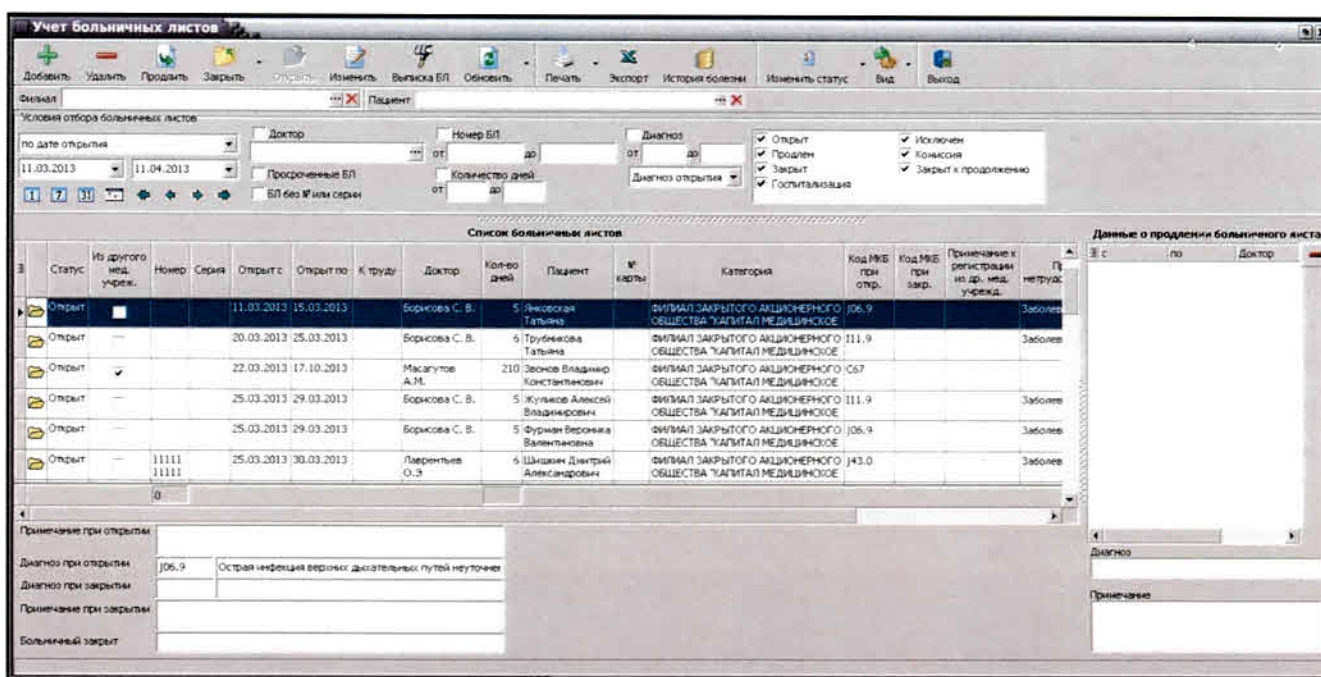 Учет больничных листов
Добавить Удалить Продлить Закрыть Открыть Изменить Выписка БЛ Обновить Печать Экспорт История болезни Изменить статус Вид Выход
Филиал Пациент
Условия отбора больничных листов
по дате открытия Доктор Номер БЛ Диагноз Открыт Исключен
от до от до Продлен Комиссия
11.03.2013 11.04.2013 Просроченные БЛ Количество дней Диагноз открытия Закрыт Закрыт к продолжению
1 7 31 БЛ без № или серии от до Госпитализация
Список больничных листов Данные о продлении больничного листа
Статус Из другого мед. учреж. Номер Серия Открыт с Открыт по К труду Доктор Кол-во дней Пациент № карты Категория Код МКБ при откр. Код МКБ при закр. Примечание к регистрации из др. мед. учрежд. нетрудо с по Доктор
Открыт 11.03.2013 15.03.2013 Борисова С. В. 5 Янковская Татьяна ФИЛИАЛ ЗАКРЫТОГО АКЦИОНЕРНОГО ОБЩЕСТВА "КАПИТАЛ МЕДИЦИНСКОЕ J06.9 Заболев
Открыт 20.03.2013 25.03.2013 Борисова С. В. 6 Трубникова Татьяна ФИЛИАЛ ЗАКРЫТОГО АКЦИОНЕРНОГО ОБЩЕСТВА "КАПИТАЛ МЕДИЦИНСКОЕ I11.9 Заболев
Открыт 22.03.2013 17.10.2013 Масагутов А.М. 210 Звонов Владимир Константинович ФИЛИАЛ ЗАКРЫТОГО АКЦИОНЕРНОГО ОБЩЕСТВА "КАПИТАЛ МЕДИЦИНСКОЕ C67
Открыт 25.03.2013 29.03.2013 Борисова С. В. 5 Куликов Алексей Владимирович ФИЛИАЛ ЗАКРЫТОГО АКЦИОНЕРНОГО ОБЩЕСТВА "КАПИТАЛ МЕДИЦИНСКОЕ I11.9 Заболев
Открыт 25.03.2013 29.03.2013 Борисова С. В. 5 Фурман Вероника Валентиновна ФИЛИАЛ ЗАКРЫТОГО АКЦИОНЕРНОГО ОБЩЕСТВА "КАПИТАЛ МЕДИЦИНСКОЕ J06.9 Заболев
Открыт 11111 11111 25.03.2013 30.03.2013 Лаврентьев О.Э 6 Шишкин Дмитрий Александрович ФИЛИАЛ ЗАКРЫТОГО АКЦИОНЕРНОГО ОБЩЕСТВА "КАПИТАЛ МЕДИЦИНСКОЕ J43.0 Заболев
0
Примечание при открытии
Диагноз при открытии J06.9 Острая инфекция верхних дыхательных путей неуточнен
Диагноз при закрытии
Примечание при закрытии
Больничный закрыт
Диагноз
Примечание